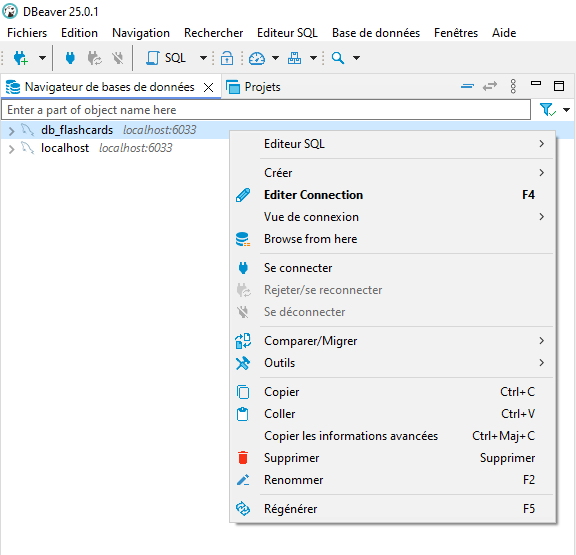 DBeaver 25.0.1
Fichiers Edition Navigation Rechercher Editeur SQL Base de données Fenêtres Aide
SQL
Navigateur de bases de données Projets
Enter a part of object name here
db_flashcards localhost:6033
localhost localhost:6033
Editeur SQL
Créer
Editer Connection F4
Vue de connexion
Browse from here
Se connecter
Rejeter/se reconnecter
Se déconnecter
Comparer/Migrer
Outils
Copier Ctrl+C
Coller Ctrl+V
Copier les informations avancées Ctrl+Maj+C
Supprimer Supprimer
Renommer F2
Régénérer F5